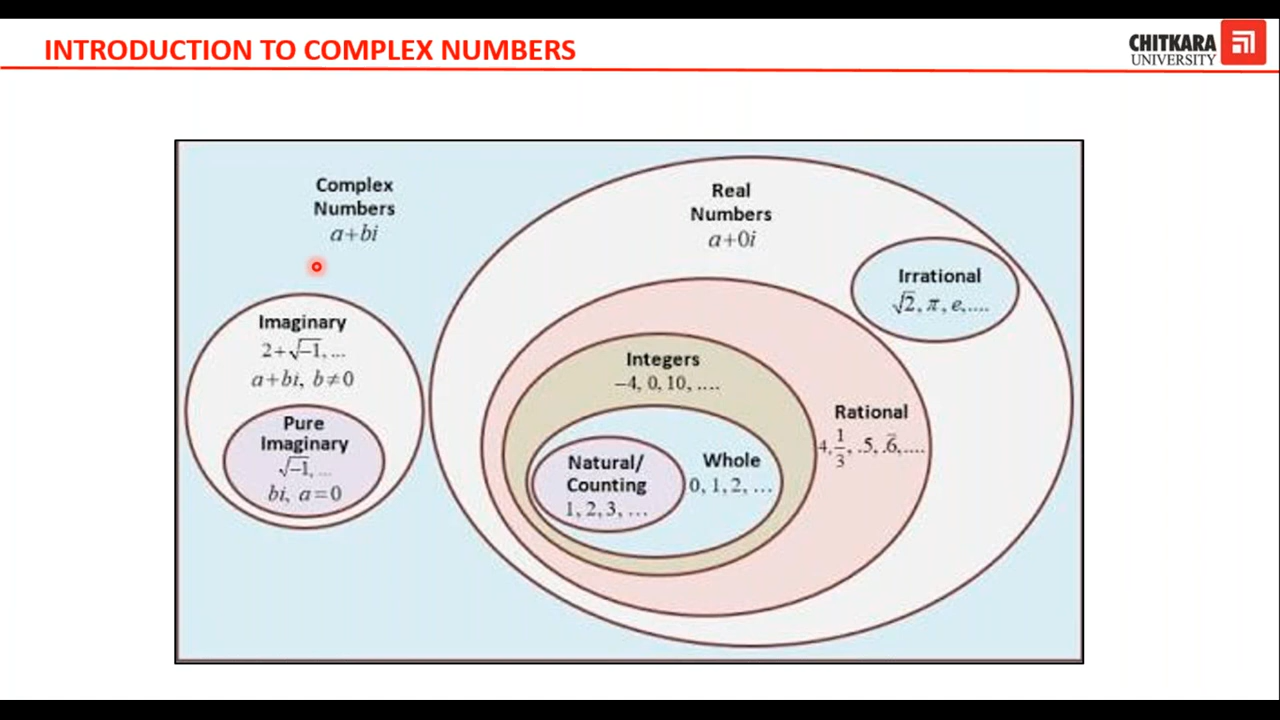 INTRODUCTION TO COMPLEX NUMBERS
CHITKARA
UNIVERSITY
Complex
Numbers
a+bi
Real
Numbers
a+0i
Irrational
√2, π, e,....
Imaginary
2+√−1, ...
a+bi, b≠0
Pure
Imaginary
√−1, ...
bi, a=0
Integers
−4, 0, 10, ....
Rational
4, 1/3, .5, .6̅, ....
Natural/
Counting
1, 2, 3, ...
Whole
0, 1, 2, ...